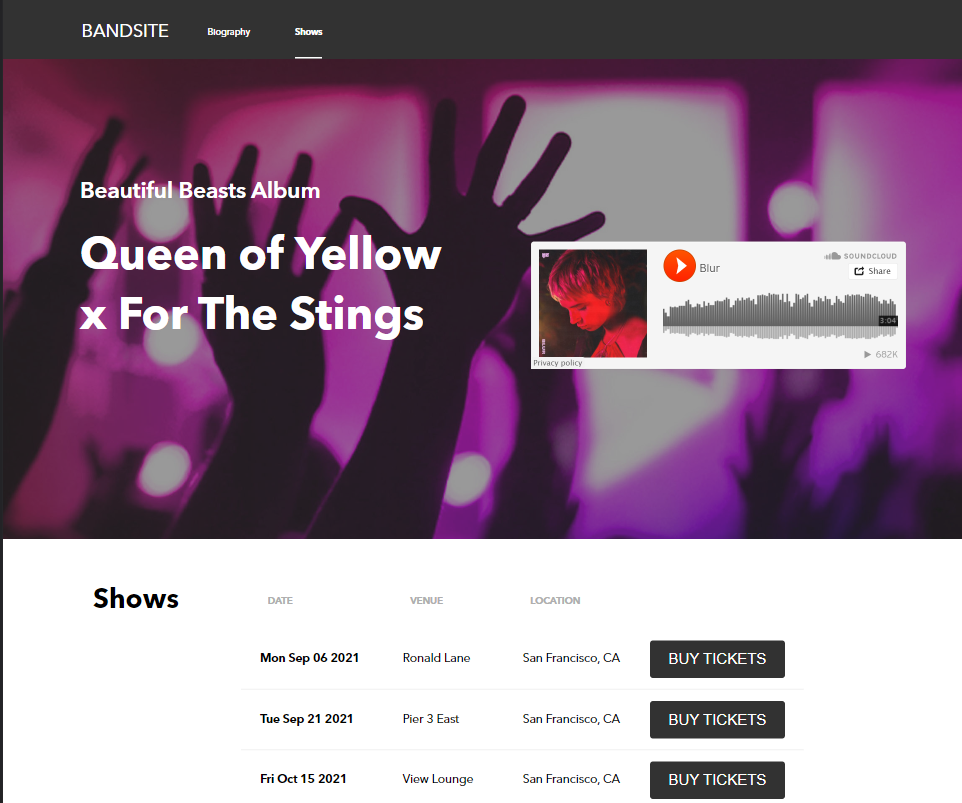 BANDSITE Biography Shows
Beautiful Beasts Album
Queen of Yellow
x For The Stings
Blur
SOUNDCLOUD
Share
3:04
682K
Privacy policy
Shows DATE VENUE LOCATION
Mon Sep 06 2021 Ronald Lane San Francisco, CA BUY TICKETS
Tue Sep 21 2021 Pier 3 East San Francisco, CA BUY TICKETS
Fri Oct 15 2021 View Lounge San Francisco, CA BUY TICKETS